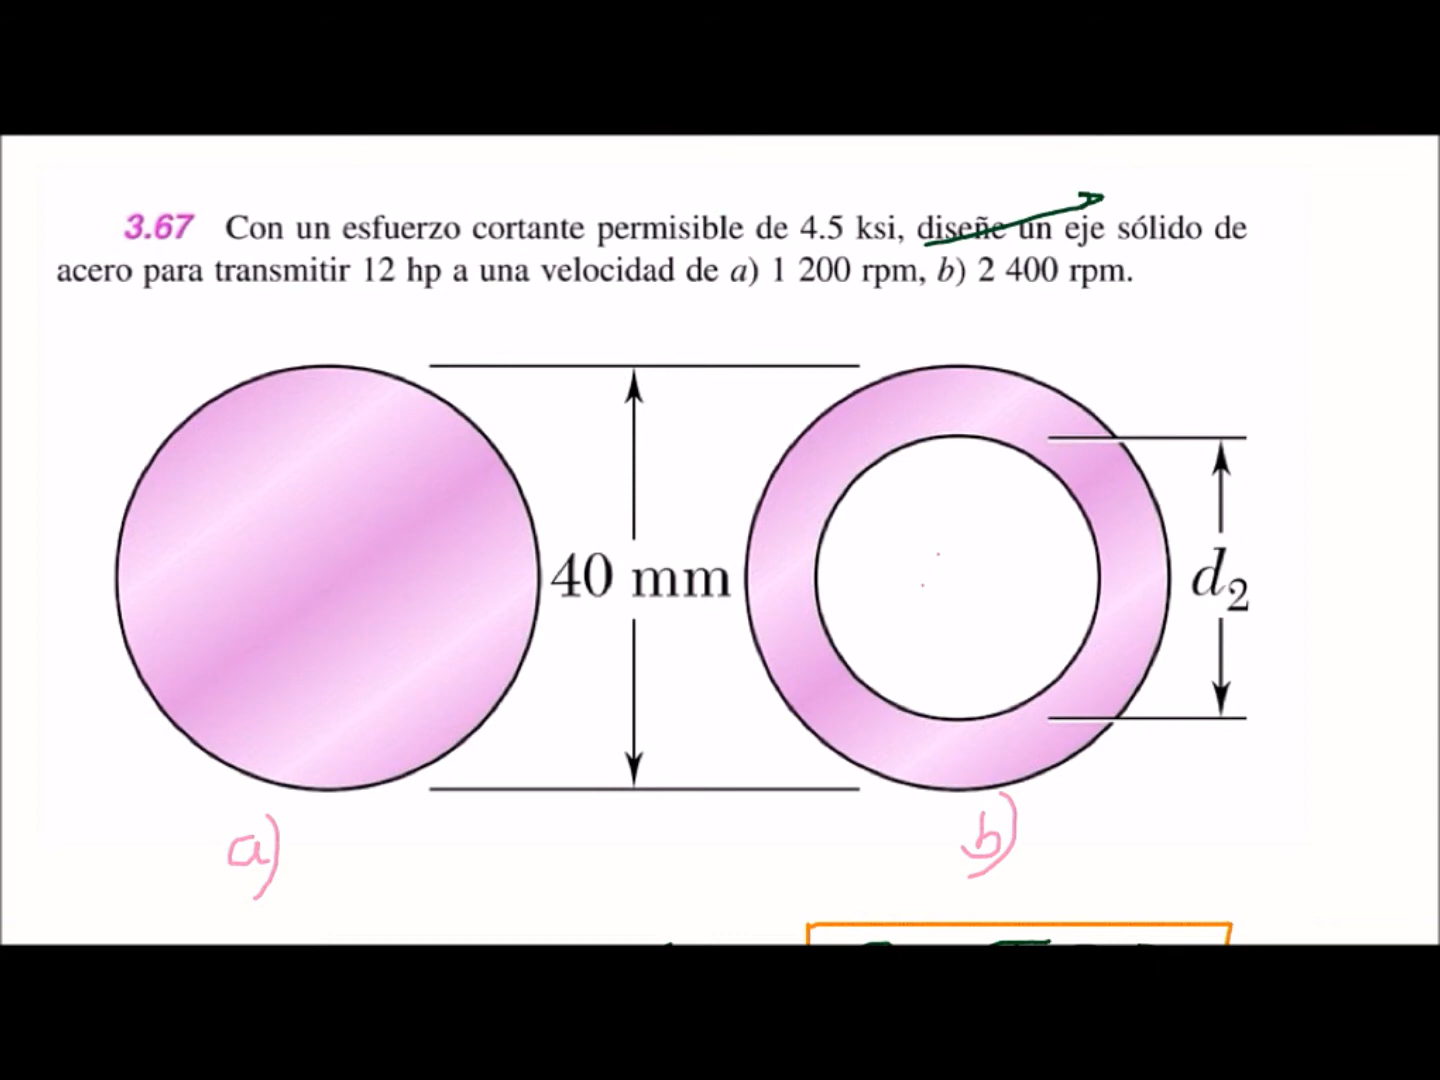 3.67 Con un esfuerzo cortante permisible de 4.5 ksi, diseñe un eje sólido de
acero para transmitir 12 hp a una velocidad de a) 1 200 rpm, b) 2 400 rpm.
40 mm
d2
a)
b)